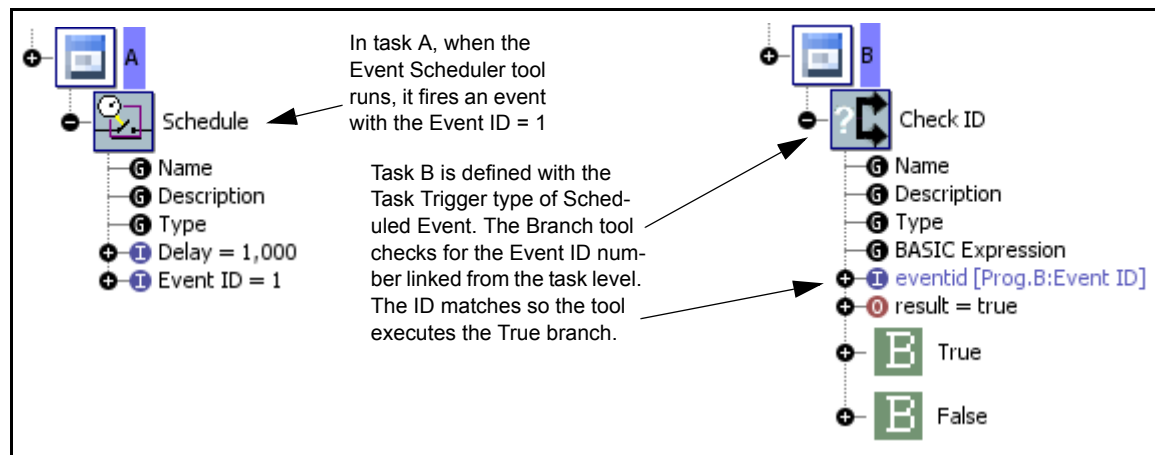 A
Schedule
G Name
G Description
G Type
I Delay = 1,000
I Event ID = 1
In task A, when the
Event Scheduler tool
runs, it fires an event
with the Event ID = 1
Task B is defined with the
Task Trigger type of Sched-
uled Event. The Branch tool
checks for the Event ID num-
ber linked from the task level.
The ID matches so the tool
executes the True branch.
B
? Check ID
G Name
G Description
G Type
G BASIC Expression
I eventid [Prog.B:Event ID]
O result = true
B True
B False